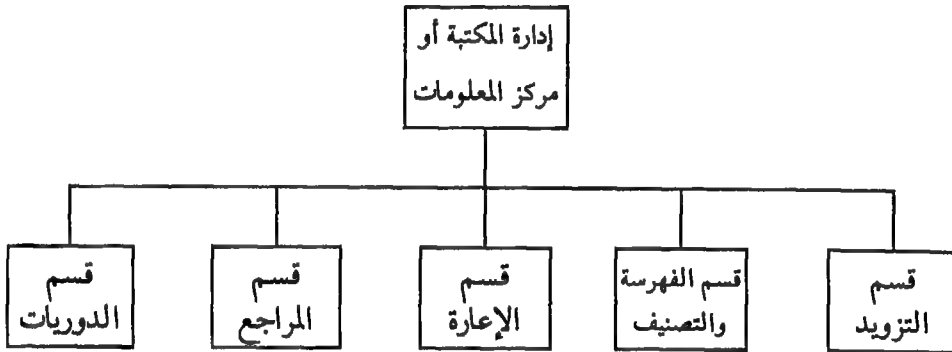 إدارة المكتبة أو
مركز المعلومات
قسم
التزويد
قسم الفهرسة
والتصنيف
قسم
الإعارة
قسم
المراجع
قسم
الدوريات